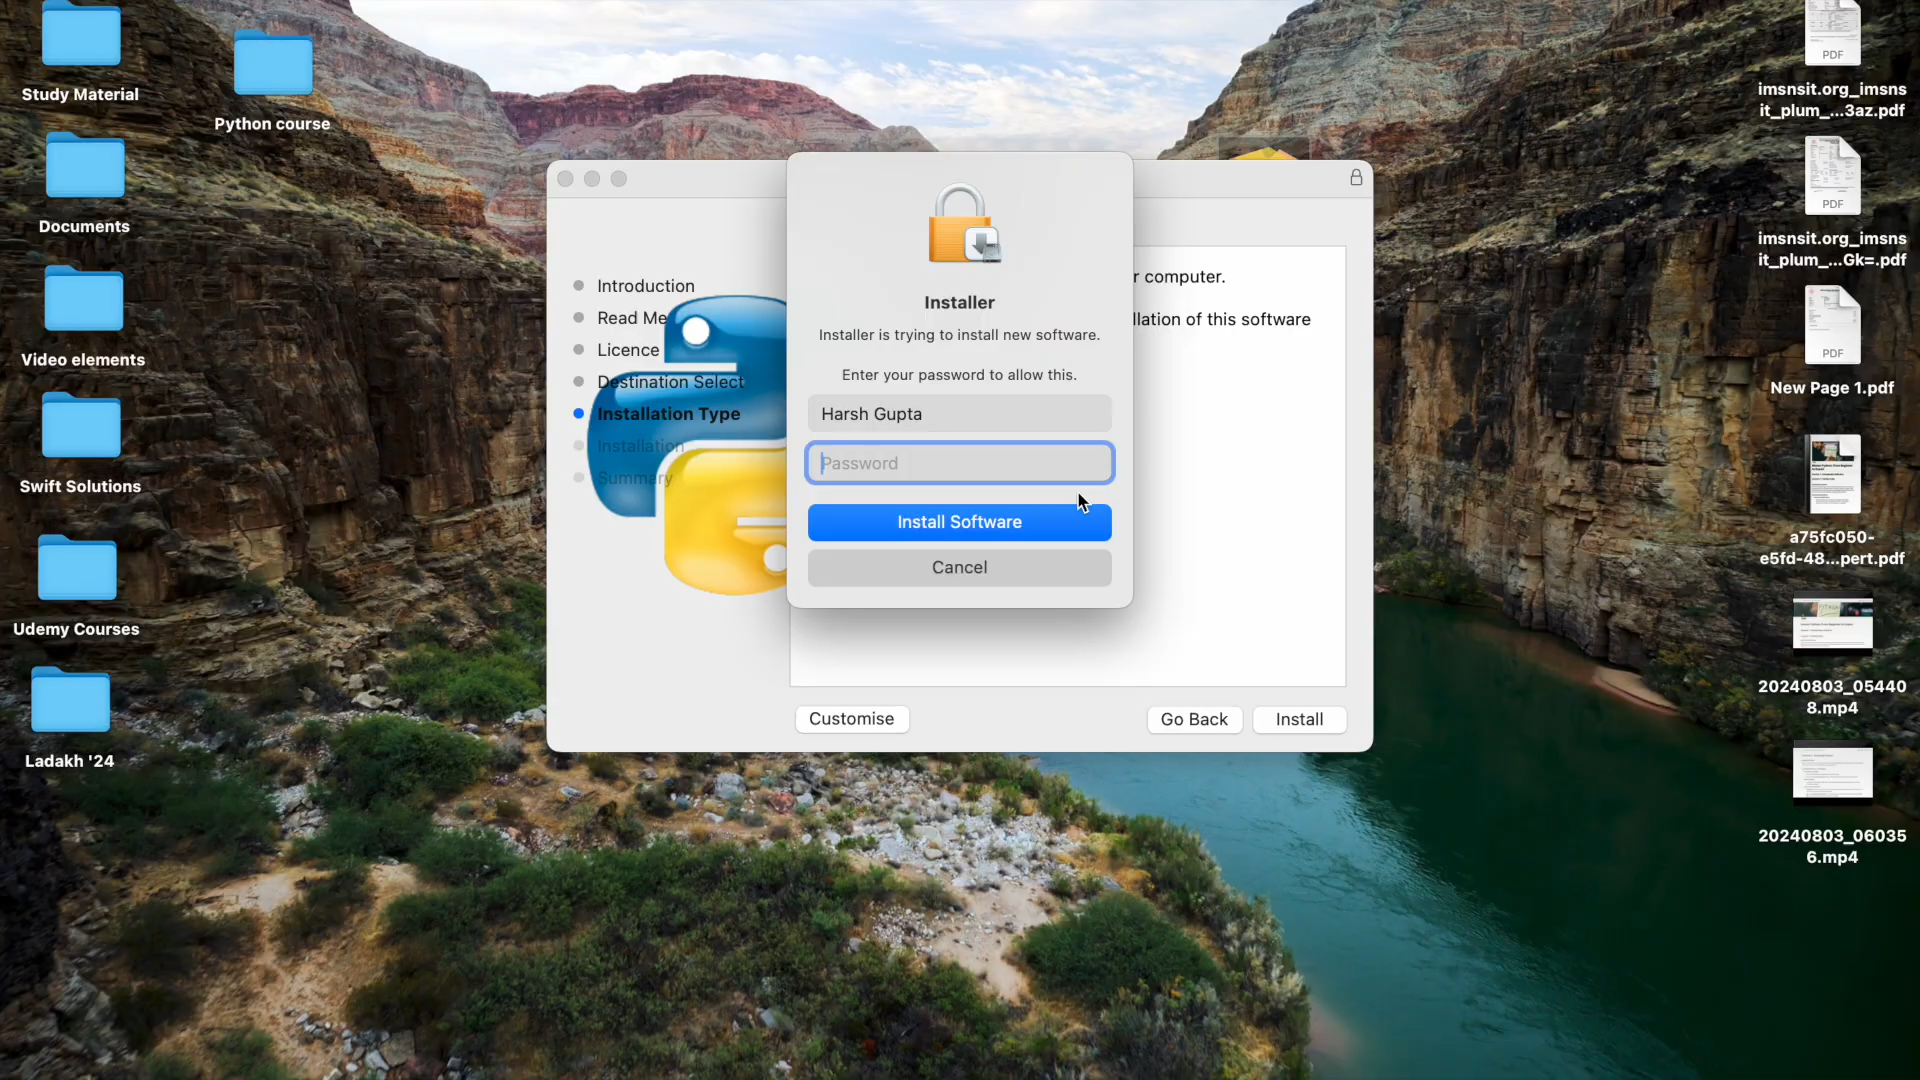 Study Material
Python course
Documents
Video elements
Swift Solutions
Udemy Courses
Ladakh '24
Introduction
Read Me
Licence
Destination Select
Installation Type
Installation
Summary
r computer.
llation of this software
Installer
Installer is trying to install new software.
Enter your password to allow this.
Harsh Gupta
Password
Install Software
Cancel
Customise
Go Back
Install
PDF
imsnsit.org_imsns
it_plum_...3az.pdf
PDF
imsnsit.org_imsns
it_plum_...Gk=.pdf
PDF
New Page 1.pdf
a75fc050-
e5fd-48...pert.pdf
20240803_05440
8.mp4
20240803_06035
6.mp4